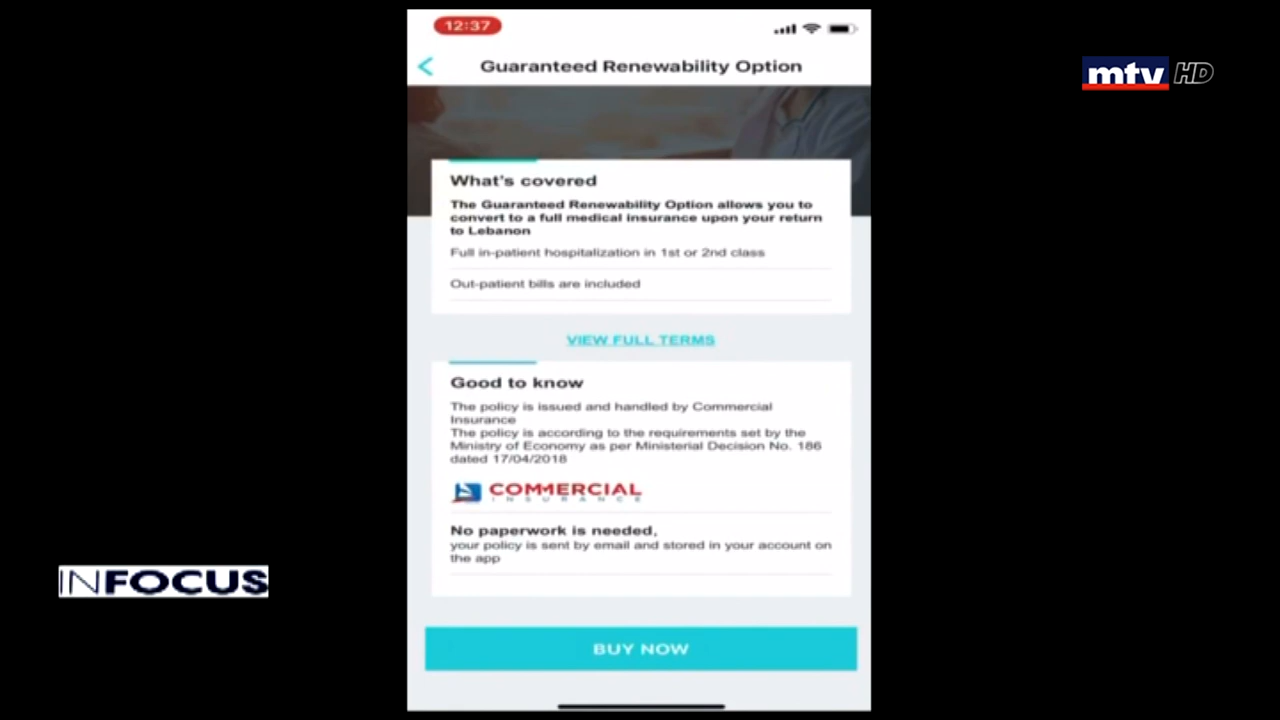 12:37
Guaranteed Renewability Option
mtv HD
What's covered
The Guaranteed Renewability Option allows you to
convert to a full medical insurance upon your return
to Lebanon
Full in-patient hospitalization in 1st or 2nd class
Out-patient bills are included
VIEW FULL TERMS
Good to know
The policy is issued and handled by Commercial
Insurance
The policy is according to the requirements set by the
Ministry of Economy as per Ministerial Decision No. 186
dated 17/04/2018
COMMERCIAL
INSURANCE
No paperwork is needed,
your policy is sent by email and stored in your account on
the app
INFOCUS
BUY NOW